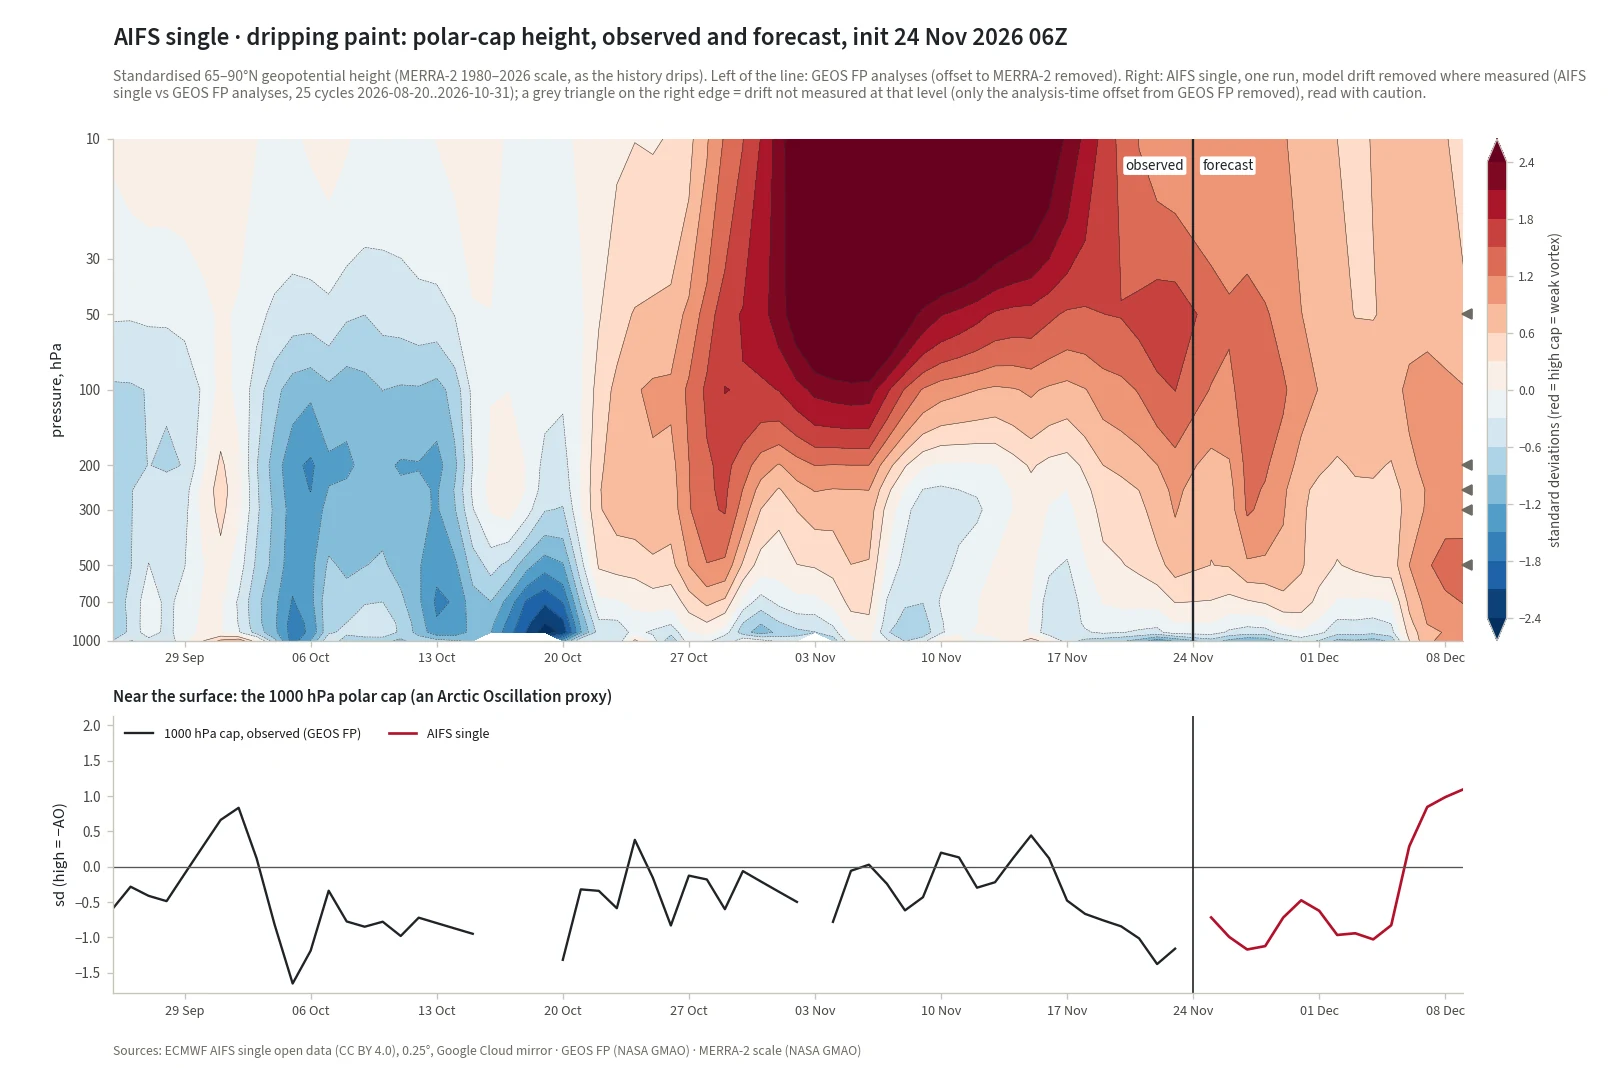 AIFS single · dripping paint: polar-cap height, observed and forecast, init 24 Nov 2026 06Z
Standardised 65–90°N geopotential height (MERRA-2 1980–2026 scale, as the history drips). Left of the line: GEOS FP analyses (offset to MERRA-2 removed). Right: AIFS single, one run, model drift removed where measured (AIFS
single vs GEOS FP analyses, 25 cycles 2026-08-20..2026-10-31); a grey triangle on the right edge = drift not measured at that level (only the analysis-time offset from GEOS FP removed), read with caution.
pressure, hPa
10
30
50
100
200
300
500
700
1000
observed
forecast
29 Sep
06 Oct
13 Oct
20 Oct
27 Oct
03 Nov
10 Nov
17 Nov
24 Nov
01 Dec
08 Dec
2.4
1.8
1.2
0.6
0.0
−0.6
−1.2
−1.8
−2.4
standard deviations (red = high cap = weak vortex)
Near the surface: the 1000 hPa polar cap (an Arctic Oscillation proxy)
1000 hPa cap, observed (GEOS FP)
AIFS single
sd (high = −AO)
2.0
1.5
1.0
0.5
0.0
−0.5
−1.0
−1.5
29 Sep
06 Oct
13 Oct
20 Oct
27 Oct
03 Nov
10 Nov
17 Nov
24 Nov
01 Dec
08 Dec
Sources: ECMWF AIFS single open data (CC BY 4.0), 0.25°, Google Cloud mirror · GEOS FP (NASA GMAO) · MERRA-2 scale (NASA GMAO)